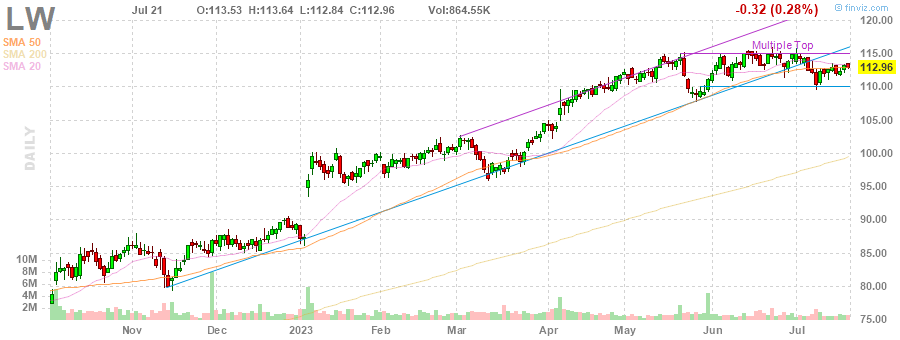 LW
Jul 21 O:113.53 H:113.64 L:112.84 C:112.96 Vol:864.55K
-0.32 (0.28%)
finviz.com
SMA 50
SMA 200
SMA 20
DAILY
Multiple Top
120.00
115.00
112.96
110.00
105.00
100.00
95.00
90.00
85.00
80.00
75.00
10M
8M
6M
4M
2M
Nov Dec 2023 Feb Mar Apr May Jun Jul